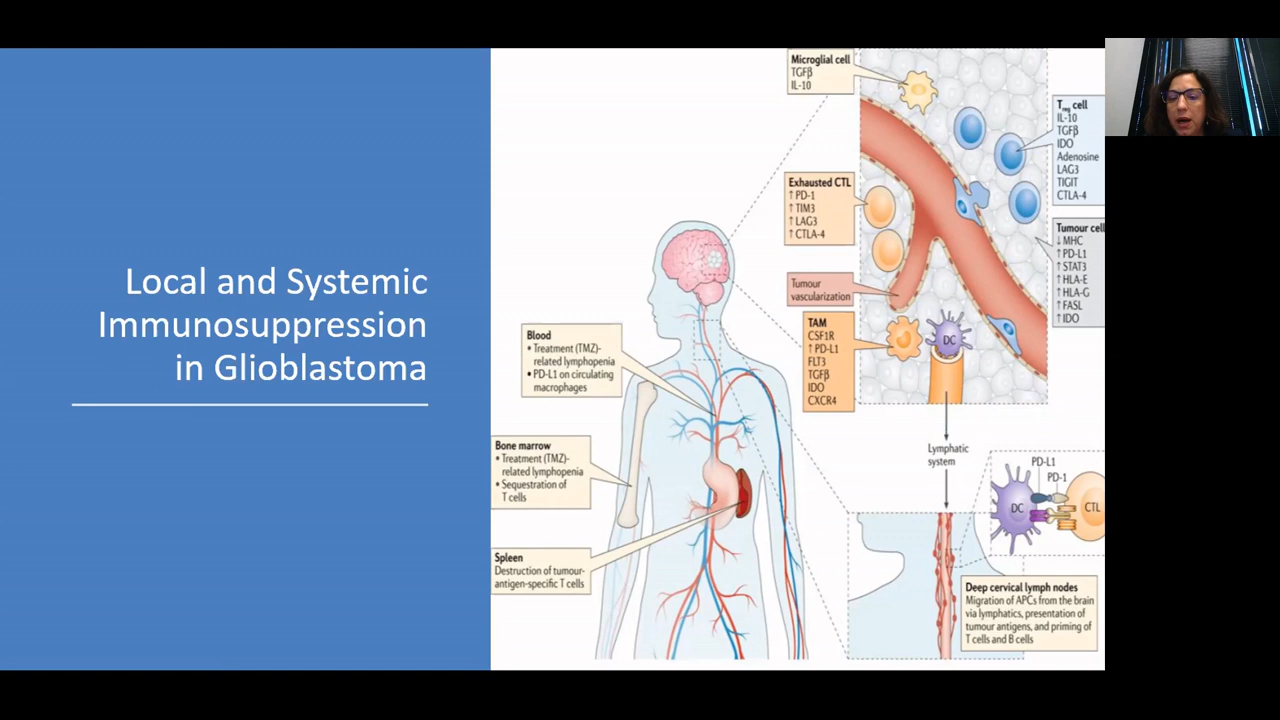 Local and Systemic
Immunosuppression
in Glioblastoma
Microglial cell
TGFβ
IL-10
Treg cell
IL-10
TGFβ
IDO
Adenosine
LAG3
TIGIT
CTLA-4
Exhausted CTL
↑ PD-1
↑ TIM3
↑ LAG3
↑ CTLA-4
Tumour cell
↓ MHC
↑ PD-L1
↑ STAT3
↑ HLA-E
↑ HLA-G
↑ FASL
↑ IDO
Tumour
vascularization
TAM
CSF1R
↑ PD-L1
FLT3
TGFβ
IDO
CXCR4
DC
Blood
• Treatment (TMZ)-
related lymphopenia
• PD-L1 on circulating
macrophages
Bone marrow
• Treatment (TMZ)-
related lymphopenia
• Sequestration of
T cells
Spleen
Destruction of tumour-
antigen-specific T cells
Lymphatic
system
PD-L1
PD-1
DC
CTL
Deep cervical lymph nodes
Migration of APCs from the brain
via lymphatics, presentation of
tumour antigens, and priming of
T cells and B cells